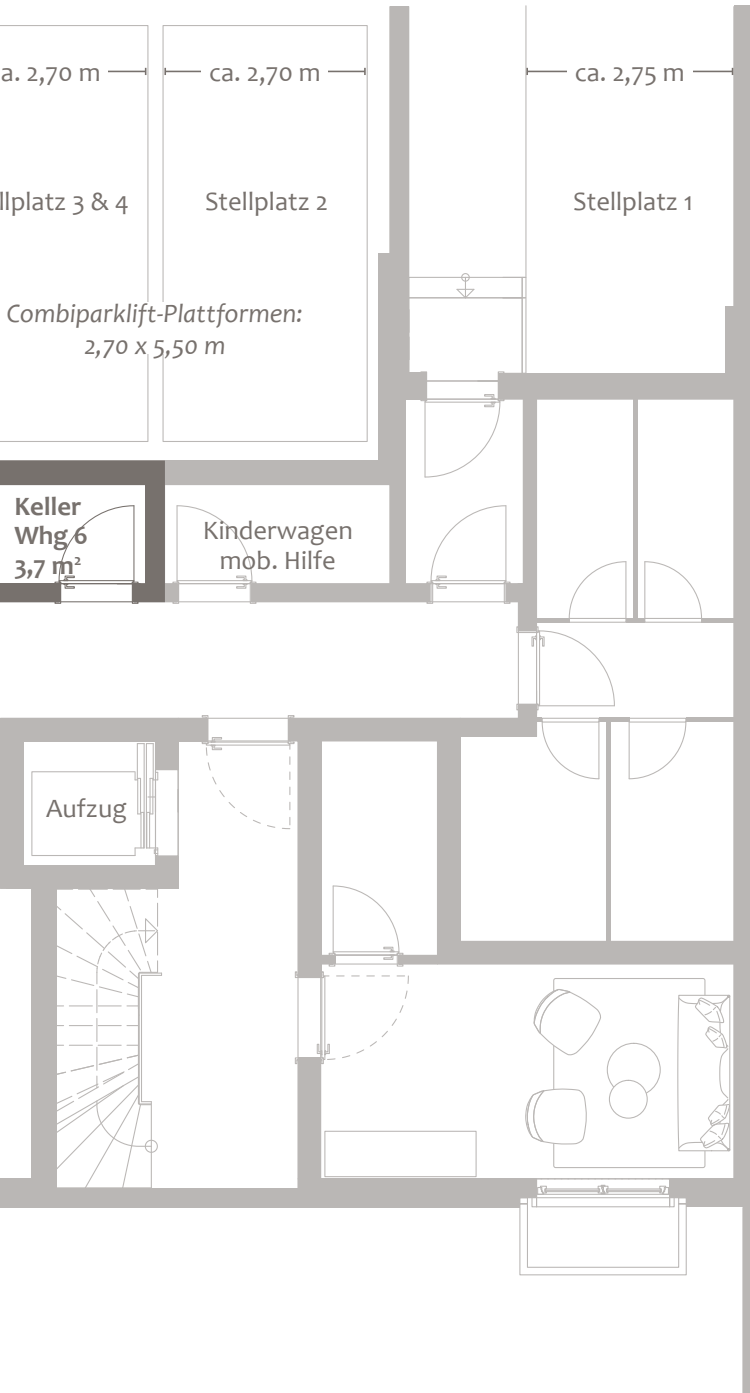 a. 2,70 m
ca. 2,70 m
ca. 2,75 m
llplatz 3 & 4
Stellplatz 2
Stellplatz 1
Combiparklift-Plattformen:
2,70 x 5,50 m
Keller
Whg 6
3,7 m²
Kinderwagen
mob. Hilfe
Aufzug